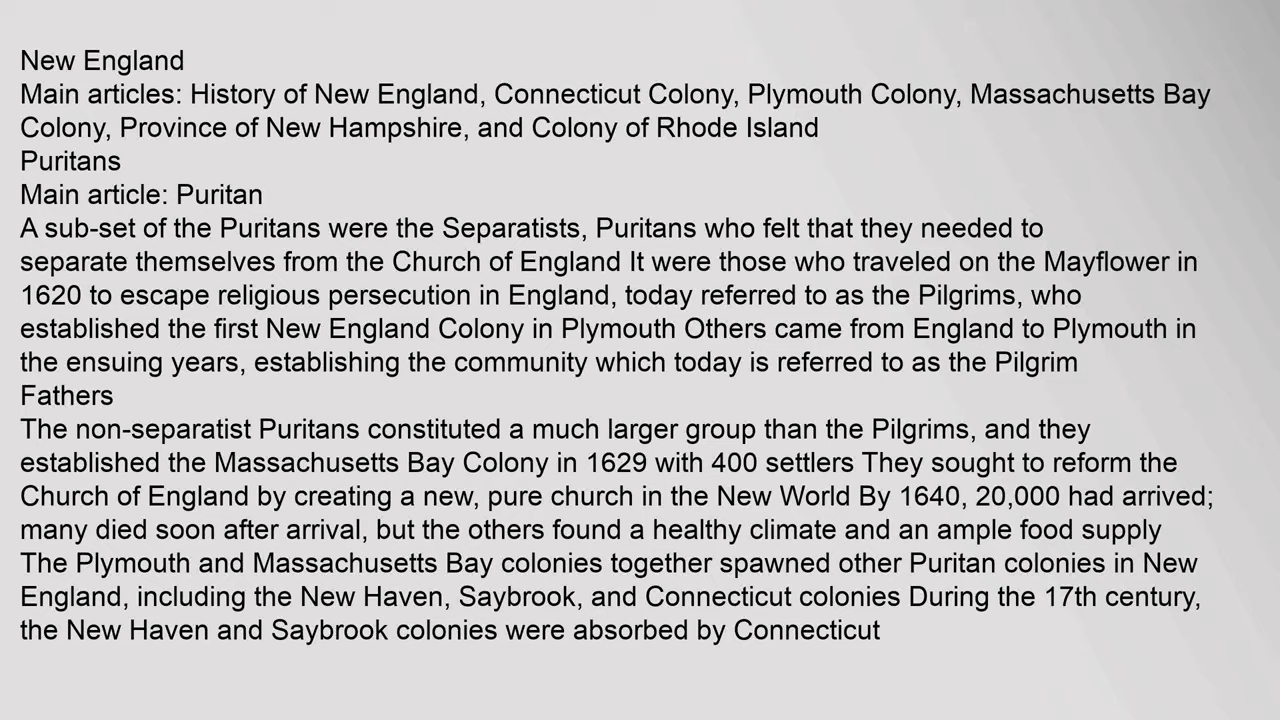 New England
Main articles: History of New England, Connecticut Colony, Plymouth Colony, Massachusetts Bay
Colony, Province of New Hampshire, and Colony of Rhode Island
Puritans
Main article: Puritan
A sub-set of the Puritans were the Separatists, Puritans who felt that they needed to
separate themselves from the Church of England It were those who traveled on the Mayflower in
1620 to escape religious persecution in England, today referred to as the Pilgrims, who
established the first New England Colony in Plymouth Others came from England to Plymouth in
the ensuing years, establishing the community which today is referred to as the Pilgrim
Fathers
The non-separatist Puritans constituted a much larger group than the Pilgrims, and they
established the Massachusetts Bay Colony in 1629 with 400 settlers They sought to reform the
Church of England by creating a new, pure church in the New World By 1640, 20,000 had arrived;
many died soon after arrival, but the others found a healthy climate and an ample food supply
The Plymouth and Massachusetts Bay colonies together spawned other Puritan colonies in New
England, including the New Haven, Saybrook, and Connecticut colonies During the 17th century,
the New Haven and Saybrook colonies were absorbed by Connecticut